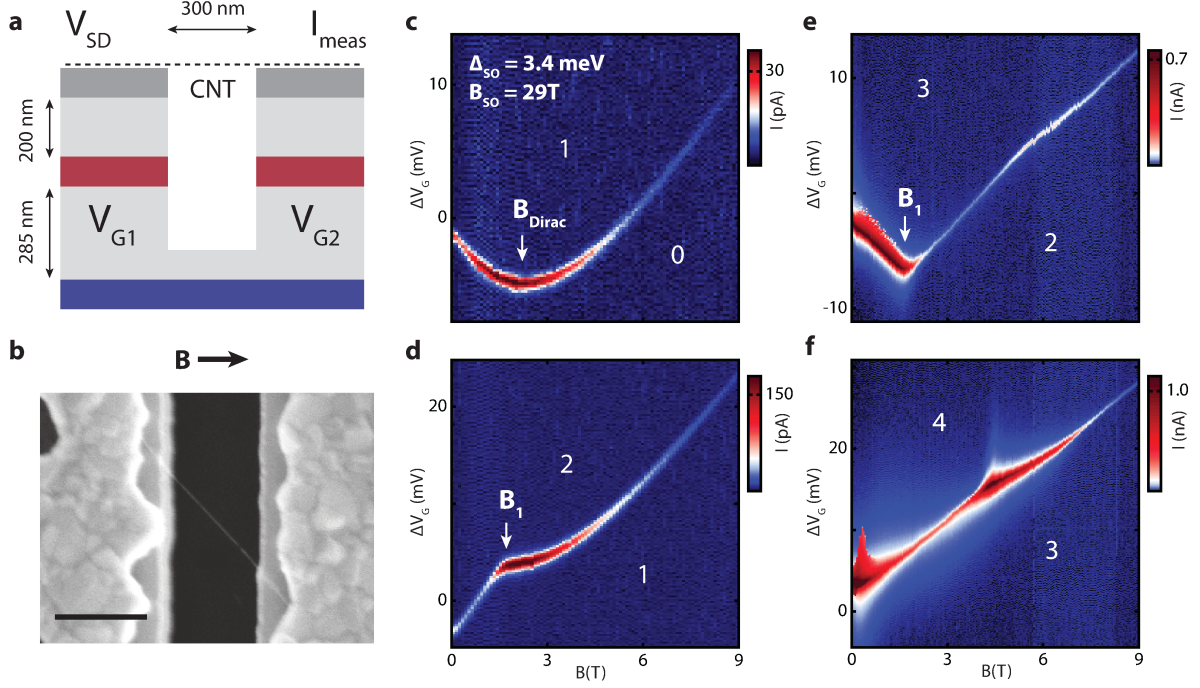 a
V_SD
300 nm
I_meas
CNT
200 nm
285 nm
V_G1
V_G2
b
B
c
Δ_SO = 3.4 meV
B_SO = 29T
10
0
ΔV_G (mV)
1
B_Dirac
0
30
I (pA)
d
20
0
ΔV_G (mV)
2
B_1
1
150
I (pA)
0
3
6
9
B(T)
e
10
-10
ΔV_G (mV)
3
B_1
2
0.7
I (nA)
f
20
10
0
ΔV_G (mV)
4
3
1.0
I (nA)
0
3
6
9
B(T)